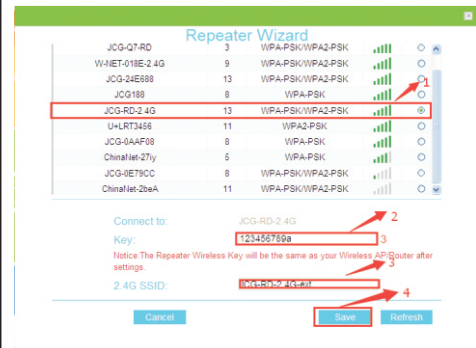 Repeater Wizard
JCG-Q7-RD 3 WPA-PSK/WPA2-PSK
W-NET-018E-2.4G 9 WPA-PSK/WPA2-PSK
JCG-24E688 13 WPA-PSK/WPA2-PSK
1
JCG188 8 WPA-PSK
JCG-RD-2.4G 13 WPA-PSK/WPA2-PSK
U+LRT3456 11 WPA2-PSK
JCG-0AAF08 8 WPA-PSK
ChinaNet-27iy 5 WPA-PSK
JCG-0E79CC 8 WPA-PSK/WPA2-PSK
ChinaNet-2beA 11 WPA-PSK/WPA2-PSK
Connect to: JCG-RD-2.4G 2
Key: 123456789a 3
Notice:The Repeater Wireless Key will be the same as your Wireless AP/Router after
settings. 3
2.4G SSID: JCG-RD-2.4G-ext
4
Cancel Save Refresh